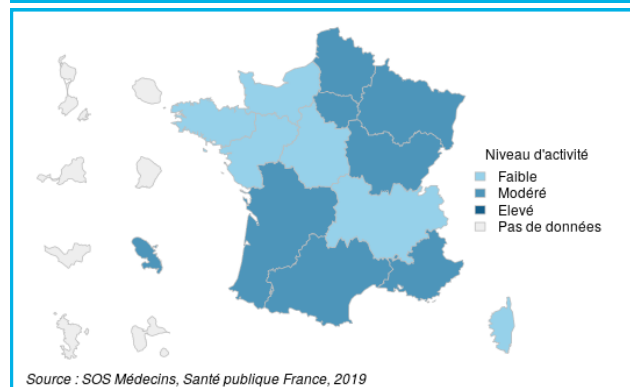 Niveau d'activité
Faible
Modéré
Elevé
Pas de données
Source : SOS Médecins, Santé publique France, 2019